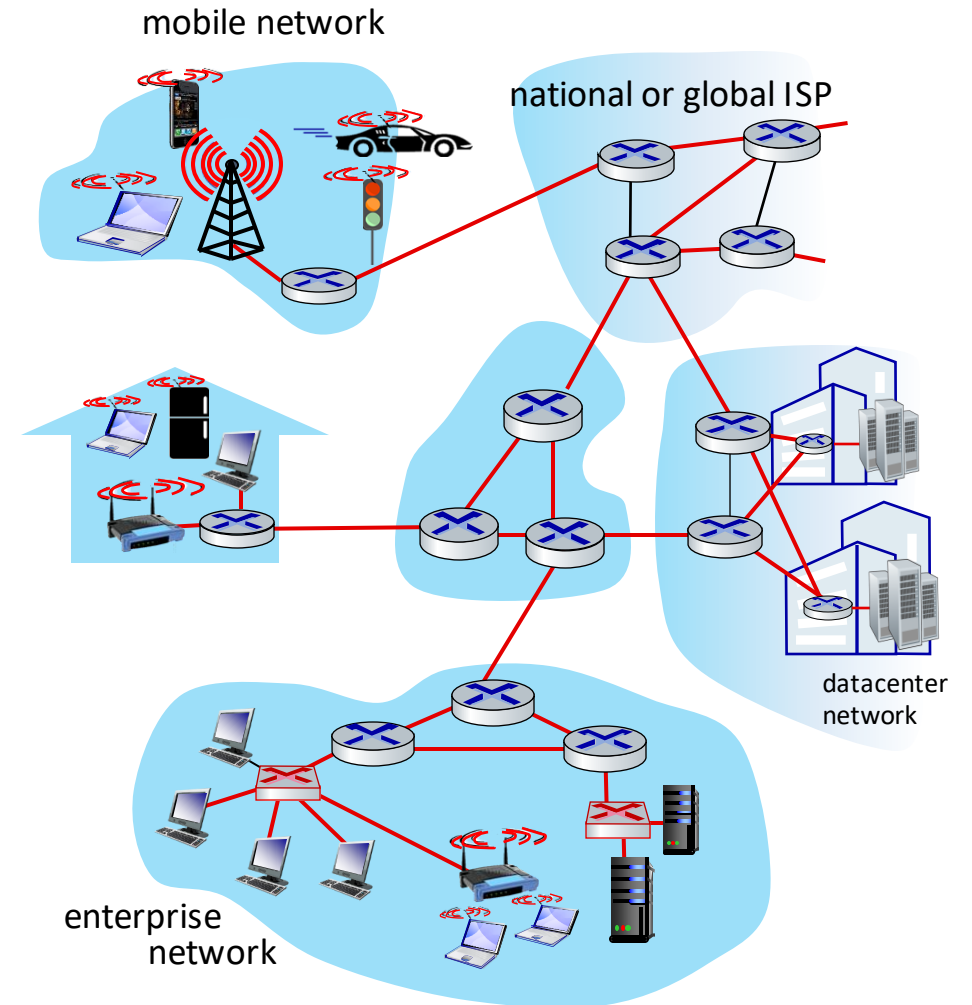 mobile network
national or global ISP
datacenter
network
enterprise
network